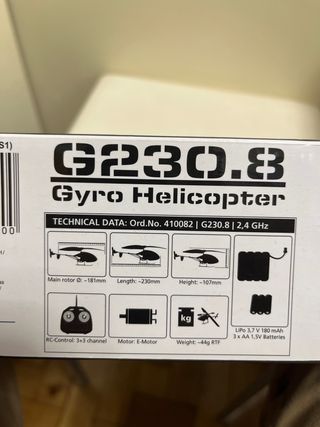 S1)
G230.8
Gyro Helicopter
00
TECHNICAL DATA: Ord.No. 410082 | G230.8 | 2,4 GHz
Main rotor Ø: ~181mm
Length: ~230mm
Height: ~107mm
kg
LiPo 3,7 V 180 mAh
3 x AA 1,5V Batteries
RC-Control: 3+3 channel
Motor: E-Motor
Weight: ~44g RTF